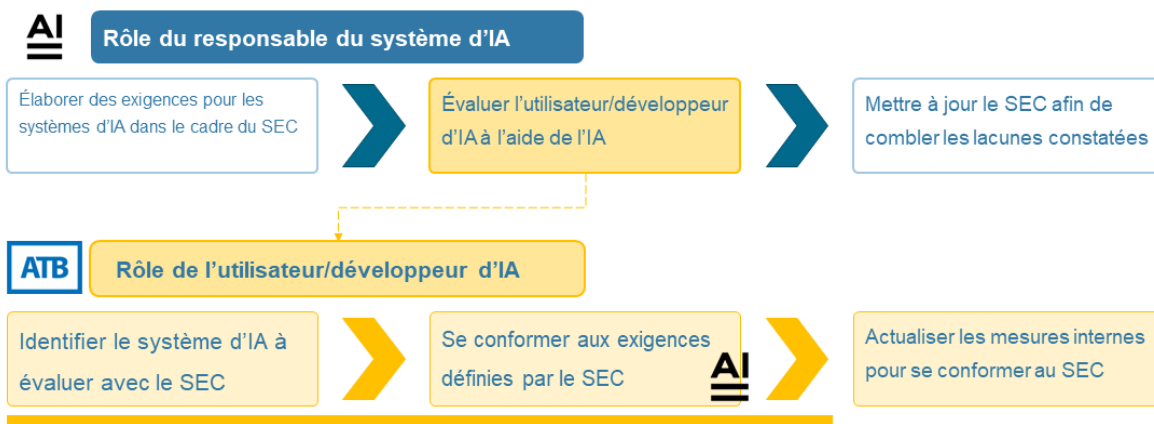 AI
Rôle du responsable du système d’IA
Élaborer des exigences pour les
systèmes d’IA dans le cadre du SEC
Évaluer l’utilisateur/développeur
d’IA à l’aide de l’IA
Mettre à jour le SEC afin de
combler les lacunes constatées
ATB
Rôle de l’utilisateur/développeur d’IA
Identifier le système d’IA à
évaluer avec le SEC
Se conformer aux exigences
définies par le SEC
AI
Actualiser les mesures internes
pour se conformer au SEC